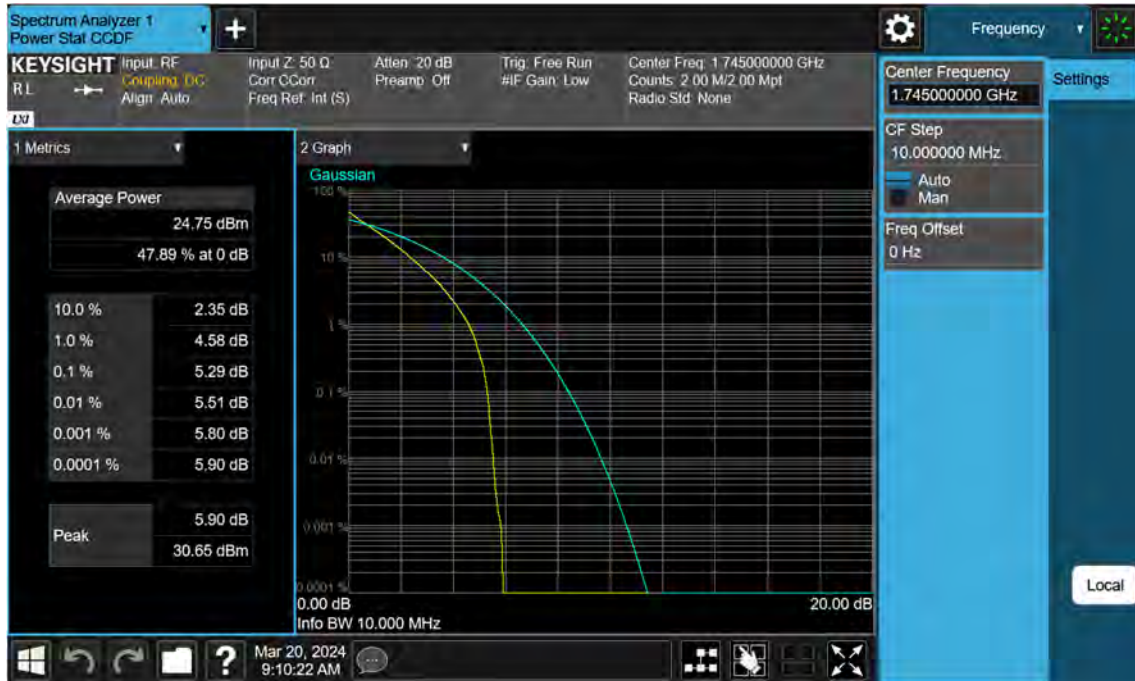 Spectrum Analyzer 1
Power Stat CCDF
Frequency
KEYSIGHT
RL
LXI
Input: RF
Coupling: DC
Align: Auto
Input Z: 50 Ω
Corr CCorr
Freq Ref: Int (S)
Atten: 20 dB
Preamp: Off
Trig: Free Run
#IF Gain: Low
Center Freq: 1.745000000 GHz
Counts: 2.00 M/2.00 Mpt
Radio Std: None
Center Frequency
1.745000000 GHz
Settings
CF Step
10.000000 MHz
Auto
Man
Freq Offset
0 Hz
1 Metrics
Average Power
24.75 dBm
47.89 % at 0 dB
10.0 % 2.35 dB
1.0 % 4.58 dB
0.1 % 5.29 dB
0.01 % 5.51 dB
0.001 % 5.80 dB
0.0001 % 5.90 dB
Peak
5.90 dB
30.65 dBm
2 Graph
Gaussian
100 %
10 %
1 %
0.1 %
0.01 %
0.001 %
0.0001 %
0.00 dB 20.00 dB
Info BW 10.000 MHz
Local
Mar 20, 2024
9:10:22 AM